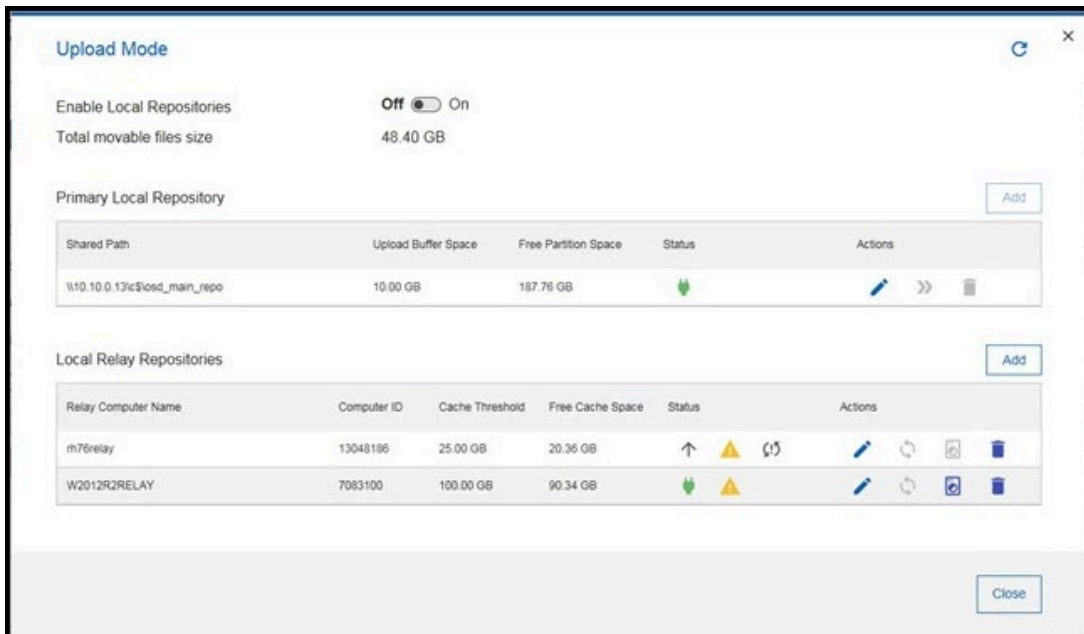 Upload Mode
Enable Local Repositories Off On
Total movable files size 48.40 GB
Primary Local Repository Add
Shared Path Upload Buffer Space Free Partition Space Status Actions
\\10.10.0.13\c$\osd_main_repo 10.00 GB 187.76 GB
Local Relay Repositories Add
Relay Computer Name Computer ID Cache Threshold Free Cache Space Status Actions
rh76relay 13048186 25.00 GB 20.36 GB
W2012R2RELAY 7083100 100.00 GB 90.34 GB
Close